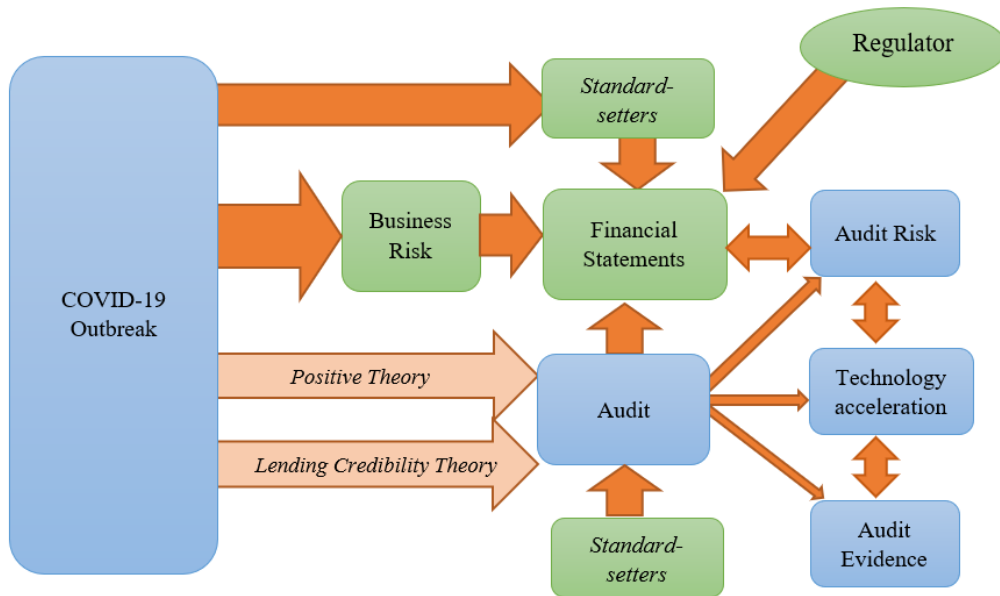 Regulator
Standard-
setters
Business
Risk
Financial
Statements
Audit Risk
COVID-19
Outbreak
Positive Theory
Audit
Technology
acceleration
Lending Credibility Theory
Standard-
setters
Audit
Evidence